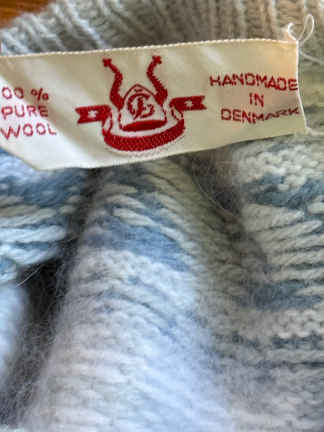 00 %
PURE
WOOL
HANDMADE
IN
DENMARK